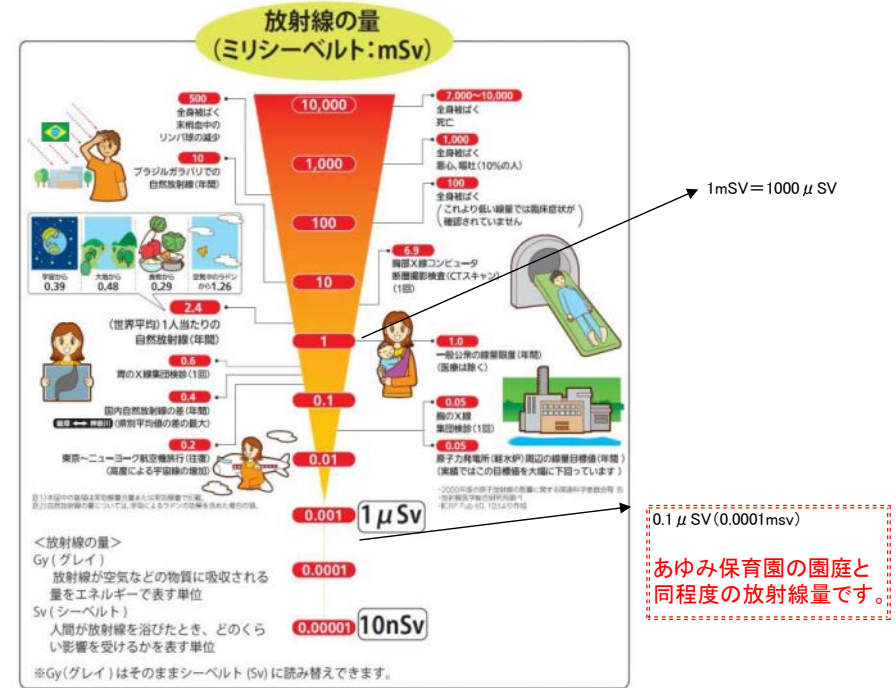 放射線の量
(ミリシーベルト:mSv)
10,000
1,000
100
10
1
0.1
0.01
0.001
0.0001
0.00001
500
全身被ばく
末梢血中の
リンパ球の減少
10
ブラジルガラパリでの
自然放射線(年間)
宇宙から
0.39
大地から
0.48
食物から
0.29
空気中のラドン
から1.26
2.4
(世界平均)1人当たりの
自然放射線(年間)
0.6
胃のX線集団検診(1回)
0.4
国内自然放射線の差(年間)
岐阜 ⟷ 神奈川 (県別平均値の差の最大)
0.2
東京〜ニューヨーク航空機旅行(往復)
(高度による宇宙線の増加)
7,000〜10,000
全身被ばく
死亡
1,000
全身被ばく
悪心、嘔吐(10%の人)
100
全身被ばく
(これより低い線量では臨床症状が
確認されていません)
6.9
胸部X線コンピュータ
断層撮影検査(CTスキャン)
(1回)
1.0
一般公衆の線量限度(年間)
(医療は除く)
0.05
胸のX線
集団検診(1回)
0.05
原子力発電所(軽水炉)周辺の線量目標値(年間)
(実績ではこの目標値を大幅に下回っています)
1μSv
10nSv
<放射線の量>
Gy(グレイ)
放射線が空気などの物質に吸収される
量をエネルギーで表す単位
Sv(シーベルト)
人間が放射線を浴びたとき、どのくら
い影響を受けるかを表す単位
※Gy(グレイ)はそのままシーベルト(Sv)に読み替えできます。
1mSV=1000μSV
0.1μSV(0.0001msv)
あゆみ保育園の園庭と
同程度の放射線量です。